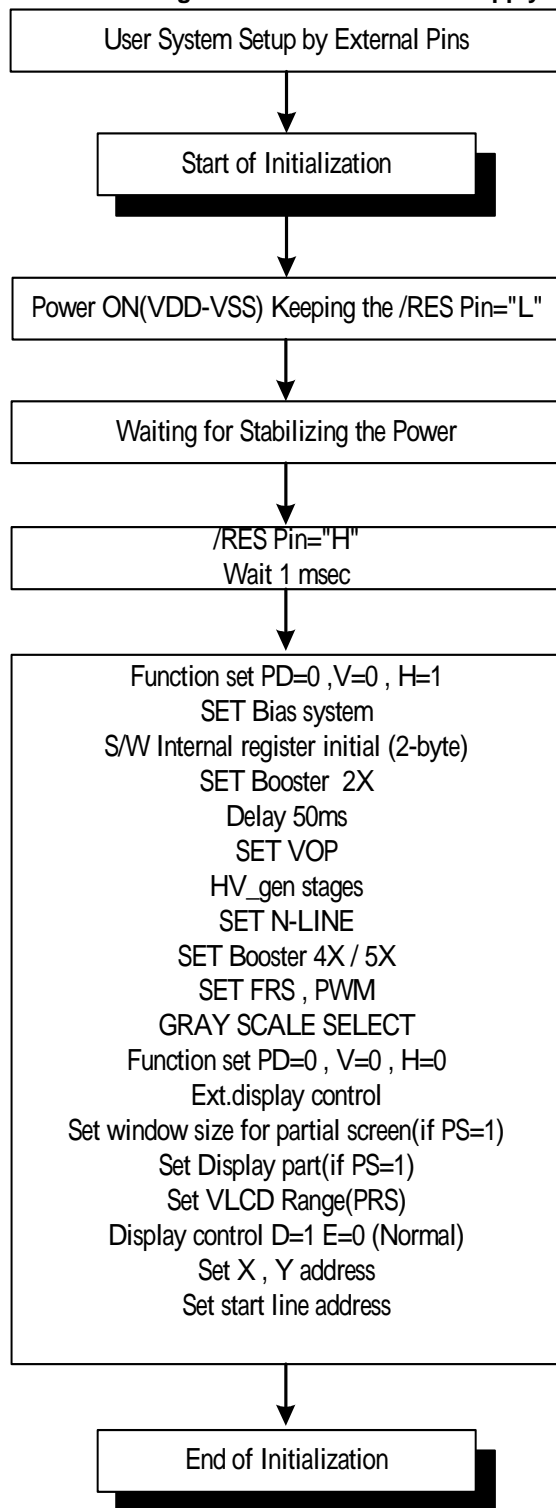 User System Setup by External Pins
Start of Initialization
Power ON(VDD-VSS) Keeping the /RES Pin="L"
Waiting for Stabilizing the Power
/RES Pin="H"
Wait 1 msec
Function set PD=0 ,V=0 , H=1
SET Bias system
S/W Internal register initial (2-byte)
SET Booster 2X
Delay 50ms
SET VOP
HV_gen stages
SET N-LINE
SET Booster 4X / 5X
SET FRS , PWM
GRAY SCALE SELECT
Function set PD=0 , V=0 , H=0
Ext.display control
Set window size for partial screen(if PS=1)
Set Display part(if PS=1)
Set VLCD Range(PRS)
Display control D=1 E=0 (Normal)
Set X , Y address
Set start line address
End of Initialization